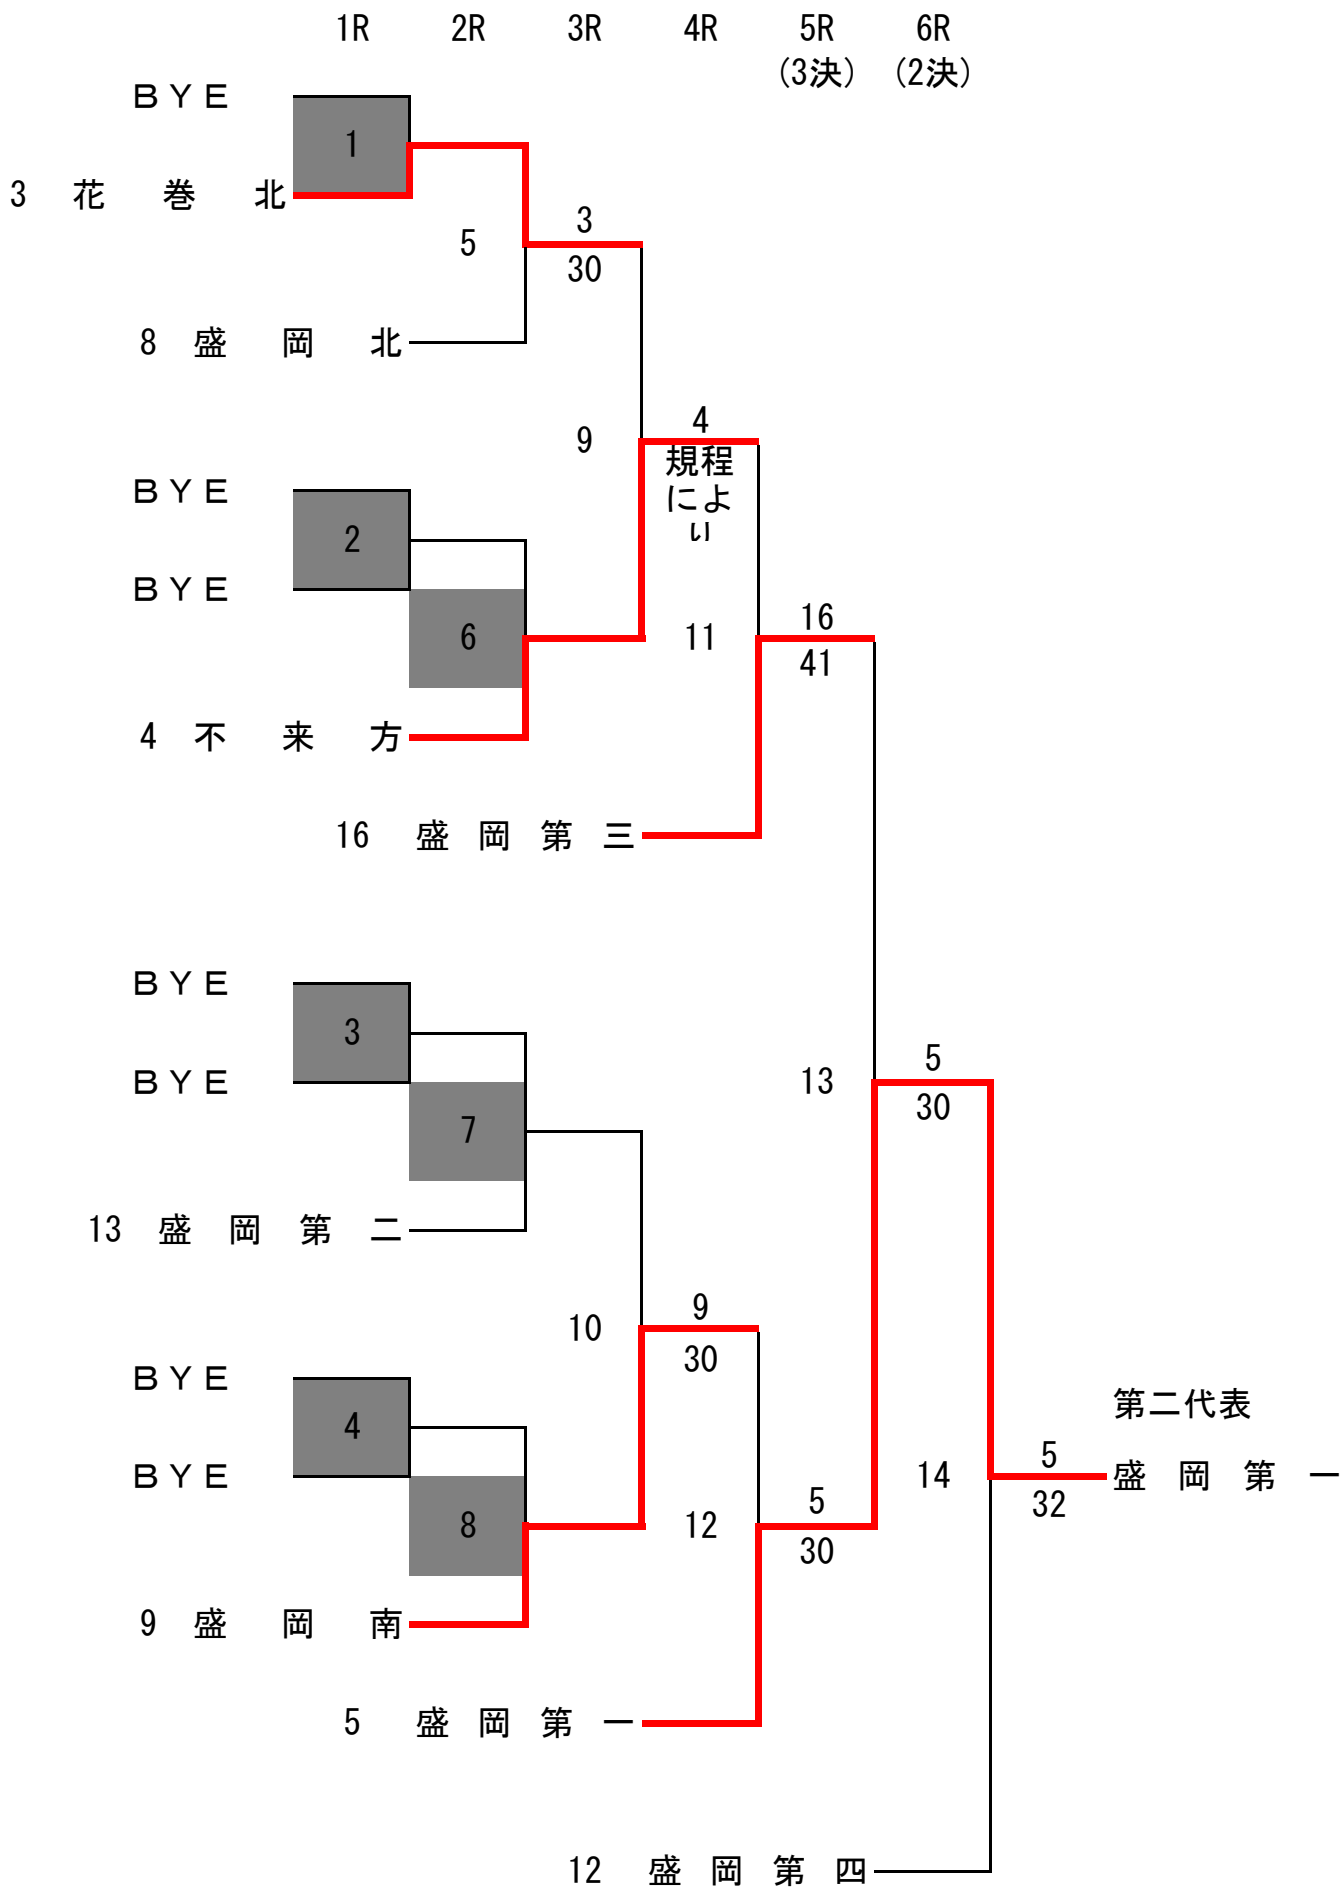 1R 2R 3R 4R 5R 6R
(3決) (2決)
ＢＹＥ
1
3 花 巻 北
3
5
30
8 盛 岡 北
4
9
規程
によ
り
ＢＹＥ
2
ＢＹＥ
16
6
11
41
4 不 来 方
16 盛 岡 第 三
ＢＹＥ
3
5
ＢＹＥ
13
30
7
13 盛 岡 第 二
9
10
30
ＢＹＥ
第二代表
4
5
ＢＹＥ
14
盛 岡 第 一
5
32
8
12
30
9 盛 岡 南
5 盛 岡 第 一
12 盛 岡 第 四